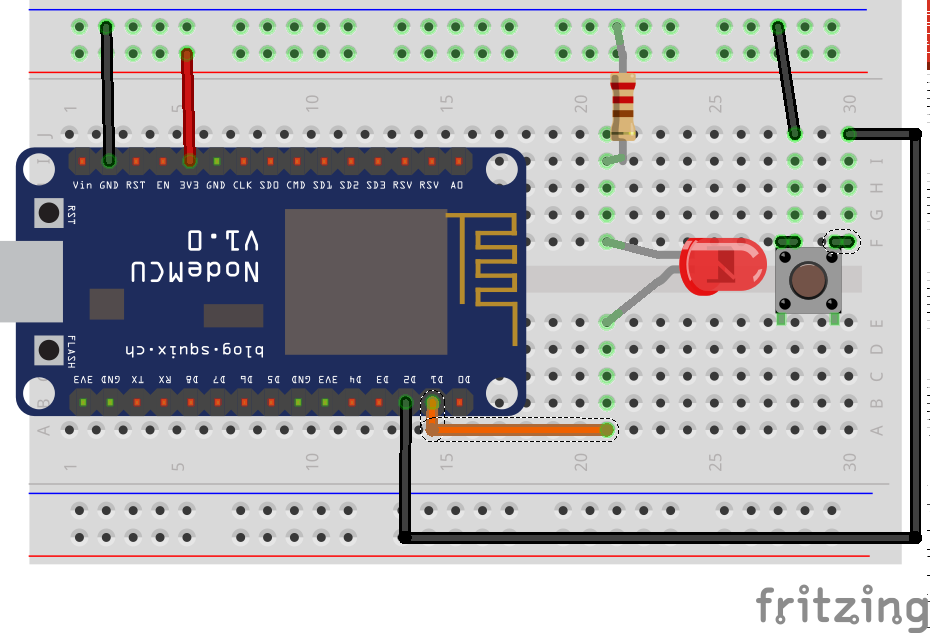 1 5 10 15 20 25 30
J
I I
H
G
F
Vin GND RST EN 3V3 GND CLK SD0 CMD SD1 SD2 SD3 RSV RSV A0
RST
V1.0
NodeMCU
blog.squix.ch
FLASH
3V3 GND TX RX D8 D7 D6 D5 GND 3V3 D4 D3 D2 D1 D0
E
D
C
B B
A A
1 5 10 15 20 25 30
fritzing